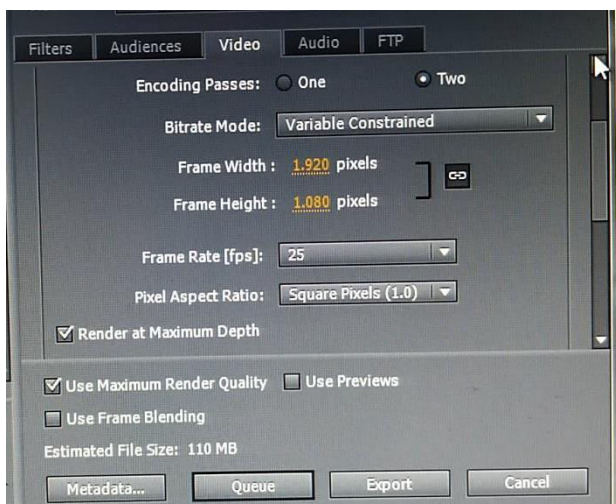 Filters Audiences Video Audio FTP
Encoding Passes: One Two
Bitrate Mode: Variable Constrained
Frame Width : 1.920 pixels
Frame Height : 1.080 pixels
Frame Rate [fps]: 25
Pixel Aspect Ratio: Square Pixels (1.0)
Render at Maximum Depth
Use Maximum Render Quality Use Previews
Use Frame Blending
Estimated File Size: 110 MB
Metadata... Queue Export Cancel